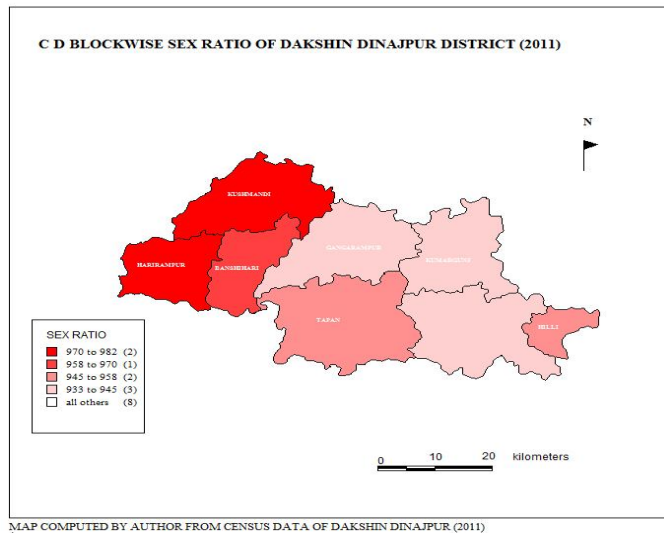 C D BLOCKWISE SEX RATIO OF DAKSHIN DINAJPUR DISTRICT (2011)
N
KUSHMANDI
HARIRAMPUR
BANSHIHARI
GANGARAMPUR
KUMARGUNJ
TAPAN
HILLI
SEX RATIO
970 to 982 (2)
958 to 970 (1)
945 to 958 (2)
933 to 945 (3)
all others (8)
0 10 20 kilometers
MAP COMPUTED BY AUTHOR FROM CENSUS DATA OF DAKSHIN DINAJPUR (2011)